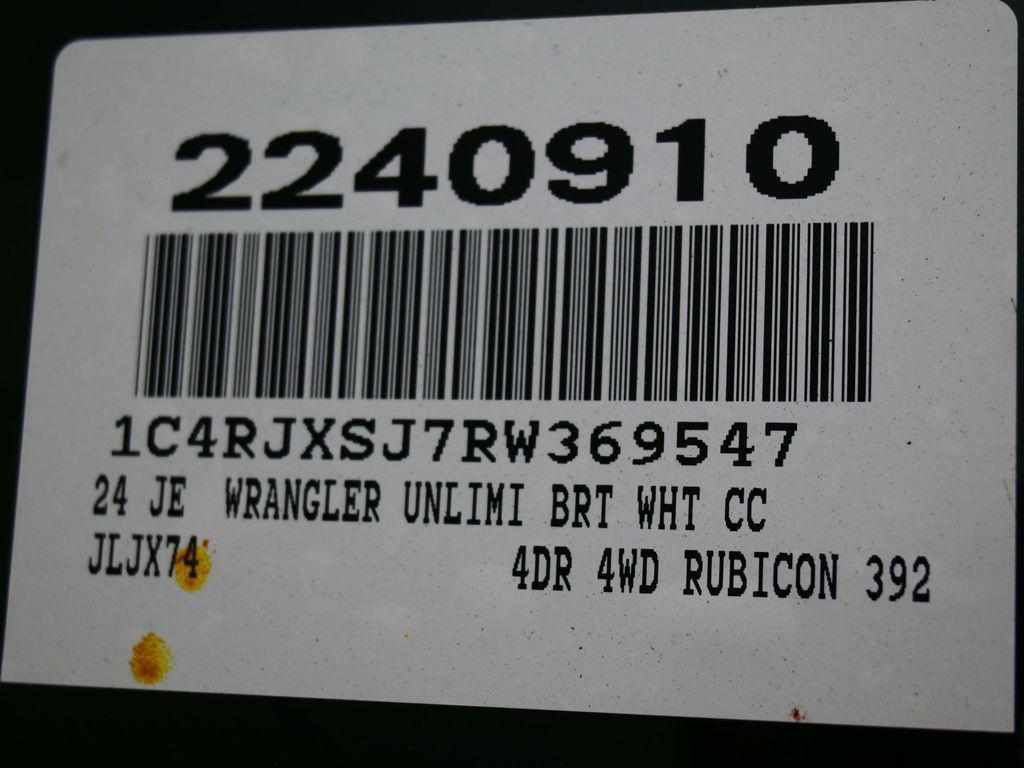 2240910
1C4RJXSJ7RW369547
24 JE WRANGLER UNLIMI BRT WHT CC
JLJX74 4DR 4WD RUBICON 392